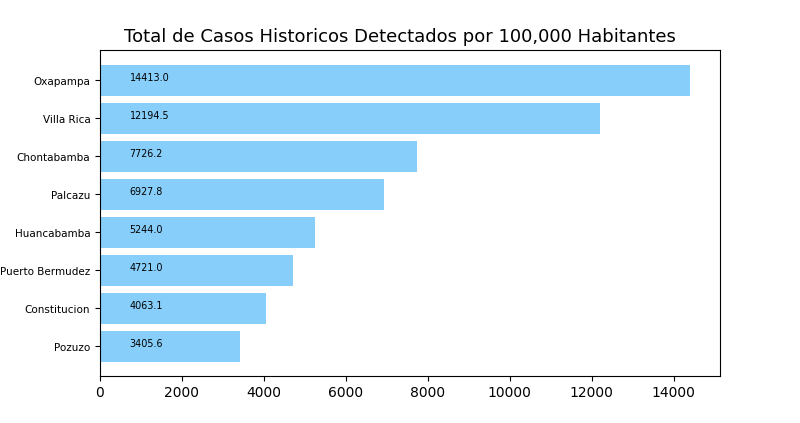 Total de Casos Historicos Detectados por 100,000 Habitantes
Oxapampa 14413.0
Villa Rica 12194.5
Chontabamba 7726.2
Palcazu 6927.8
Huancabamba 5244.0
Puerto Bermudez 4721.0
Constitucion 4063.1
Pozuzo 3405.6
0 2000 4000 6000 8000 10000 12000 14000